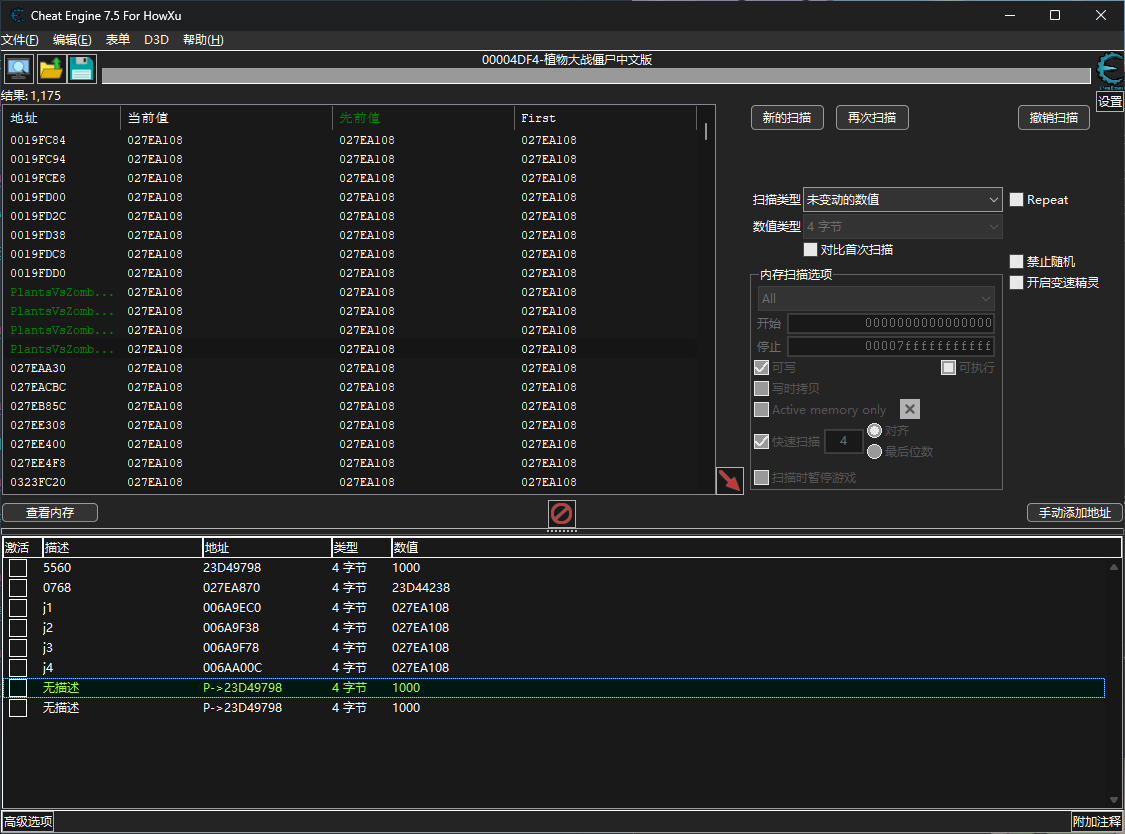 Cheat Engine 7.5 For HowXu
文件(F) 编辑(E) 表单 D3D 帮助(H)
00004DF4-植物大战僵尸中文版
结果: 1,175
设置
地址 当前值 先前值 First
0019FC84 027EA108 027EA108 027EA108
0019FC94 027EA108 027EA108 027EA108
0019FCE8 027EA108 027EA108 027EA108
0019FD00 027EA108 027EA108 027EA108
0019FD2C 027EA108 027EA108 027EA108
0019FD38 027EA108 027EA108 027EA108
0019FDC8 027EA108 027EA108 027EA108
0019FDD0 027EA108 027EA108 027EA108
PlantsVsZomb... 027EA108 027EA108 027EA108
PlantsVsZomb... 027EA108 027EA108 027EA108
PlantsVsZomb... 027EA108 027EA108 027EA108
PlantsVsZomb... 027EA108 027EA108 027EA108
027EAA30 027EA108 027EA108 027EA108
027EACBC 027EA108 027EA108 027EA108
027EB85C 027EA108 027EA108 027EA108
027EE308 027EA108 027EA108 027EA108
027EE400 027EA108 027EA108 027EA108
027EE4F8 027EA108 027EA108 027EA108
0323FC20 027EA108 027EA108 027EA108
新的扫描 再次扫描 撤销扫描
扫描类型 未变动的数值 Repeat
数值类型 4 字节
对比首次扫描
禁止随机
开启变速精灵
内存扫描选项
All
开始 0000000000000000
停止 00007fffffffffff
可写 可执行
写时拷贝
Active memory only
快速扫描 4 对齐
最后位数
扫描时暂停游戏
查看内存 手动添加地址
激活 描述 地址 类型 数值
5560 23D49798 4 字节 1000
0768 027EA870 4 字节 23D44238
j1 006A9EC0 4 字节 027EA108
j2 006A9F38 4 字节 027EA108
j3 006A9F78 4 字节 027EA108
j4 006AA00C 4 字节 027EA108
无描述 P->23D49798 4 字节 1000
无描述 P->23D49798 4 字节 1000
高级选项 附加注释